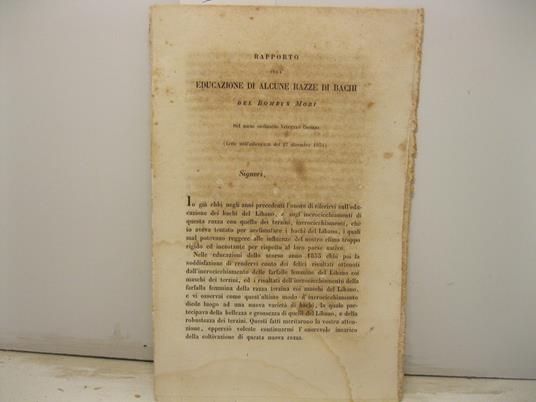 RAPPORTO
SULLA
EDUCAZIONE DI ALCUNE RAZZE DI BACHI
DEL BOMBYX MORI
Del socio ordinario
(Letto nell'adunanza del 27 dicembre 1854)
Signori,
Io già ebbi negli anni precedenti l'onore di riferirvi sull'edu-
cazione dei bachi del Libano, e sugl'incrocicchiamenti di
questa razza con quella dei terzini, incrocicchiamenti, che
io aveva tentato per acclimatare i bachi del Libano, i quali
mal potevano reggere alle influenze del nostro clima troppo
rigido ed incostante per rispetto al loro paese nativo.
Nelle educazioni dello scorso anno 1853 ebbi poi la
soddisfazione di rendervi conto dei felici risultati ottenuti
dall'incrocicchiamento delle farfalle femmine del Libano coi
maschi dei terzini, ed i risultati dell'incrocicchiamento della
farfalla femmina della razza terzina coi maschi del Libano,
e vi osservai come quest'ultimo modo d'incrocicchiamento
diede luogo ad una nuova varietà di bachi, la quale par-
tecipava della bellezza e grossezza di quelli del Libano, e della
robustezza dei terzini. Questi fatti meritarono la vostra atten-
zione, epperciò voleste continuarmi l'onorevole incarico
della coltivazione di questa nuova razza.